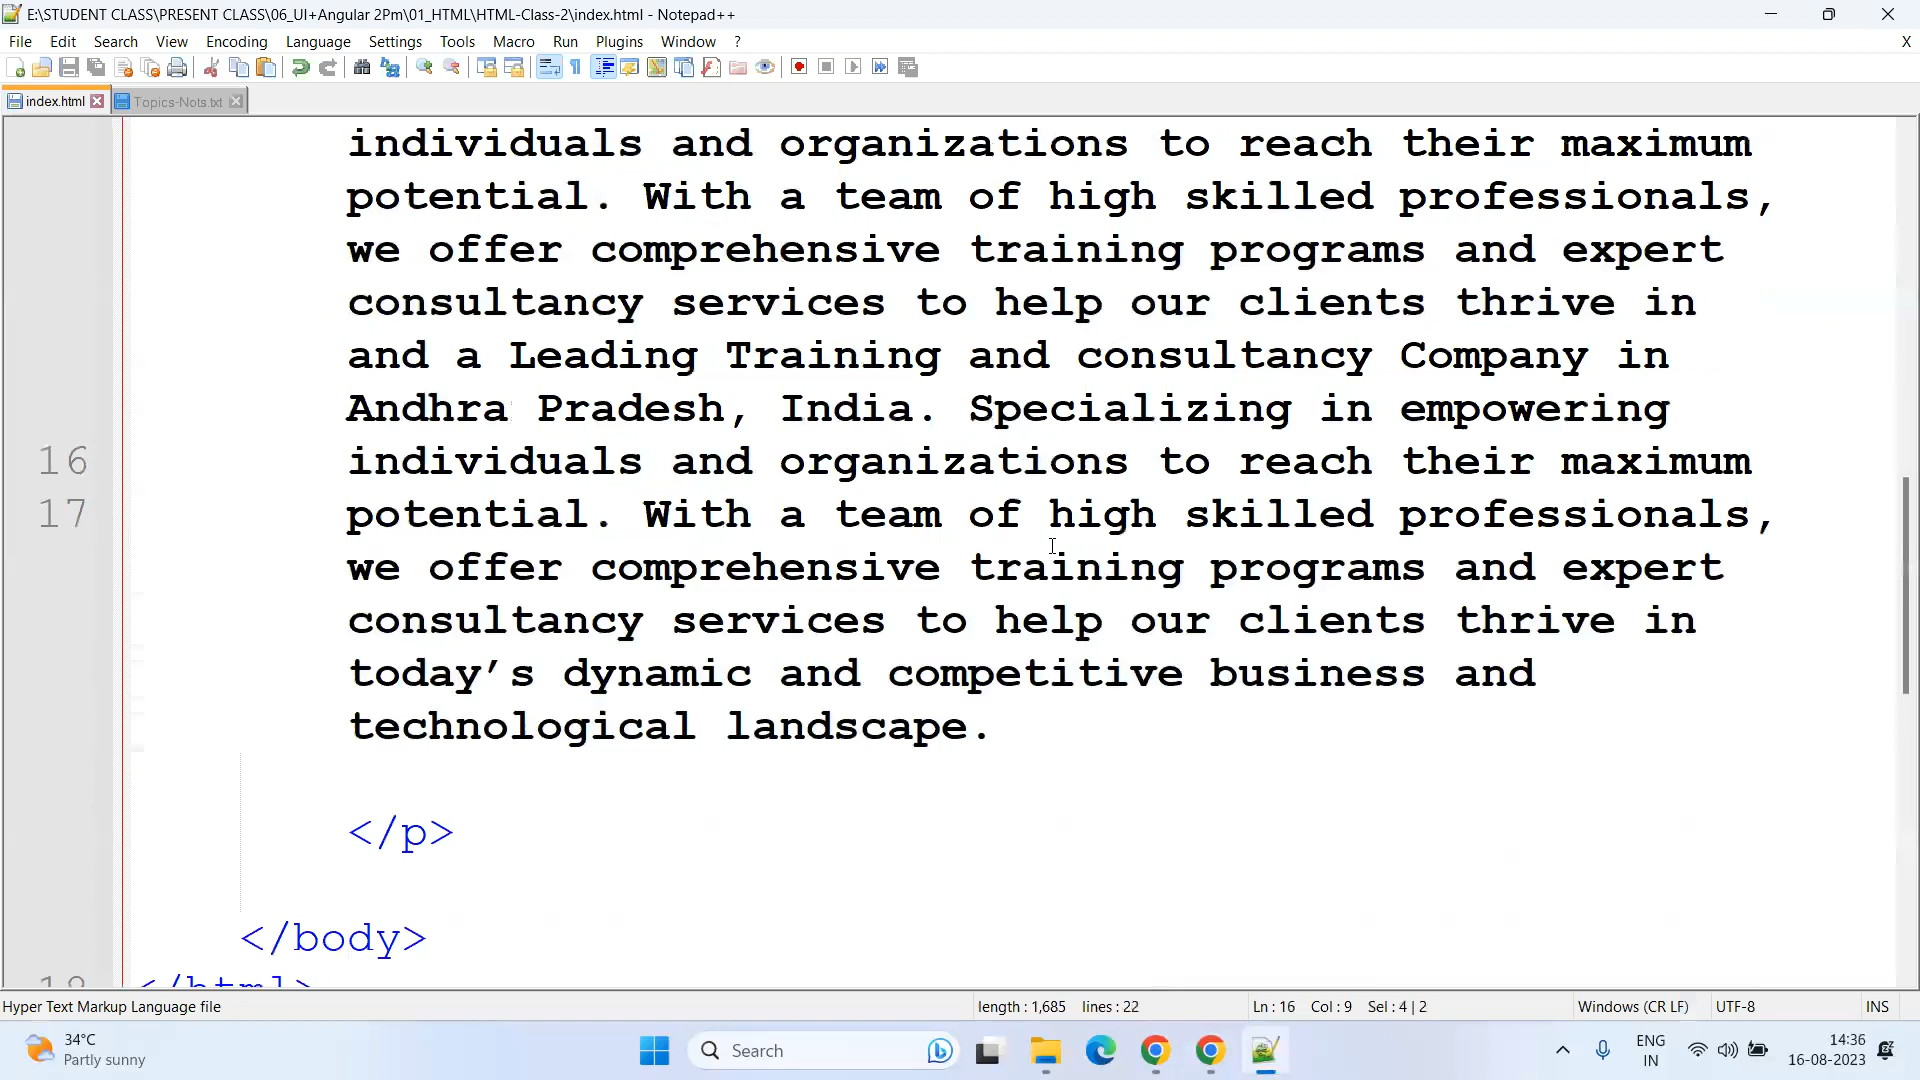 E:\STUDENT CLASS\PRESENT CLASS\06_UI+Angular 2Pm\01_HTML\HTML-Class-2\index.html - Notepad++
File Edit Search View Encoding Language Settings Tools Macro Run Plugins Window ? X
index.html Topics-Nots.txt
individuals and organizations to reach their maximum
potential. With a team of high skilled professionals,
we offer comprehensive training programs and expert
consultancy services to help our clients thrive in
and a Leading Training and consultancy Company in
Andhra Pradesh, India. Specializing in empowering
16 individuals and organizations to reach their maximum
17 potential. With a team of high skilled professionals,
we offer comprehensive training programs and expert
consultancy services to help our clients thrive in
today’s dynamic and competitive business and
technological landscape.
</p>
</body>
</html>
Hyper Text Markup Language file length : 1,685 lines : 22 Ln : 16 Col : 9 Sel : 4 | 2 Windows (CR LF) UTF-8 INS
34°C
Partly sunny
Search
ENG
IN
14:36
16-08-2023